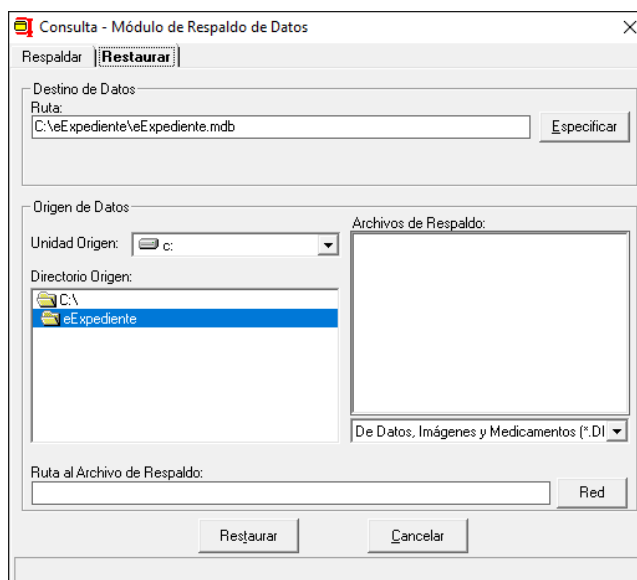 Consulta - Módulo de Respaldo de Datos
Respaldar Restaurar
Destino de Datos
Ruta:
C:\eExpediente\eExpediente.mdb
Especificar
Origen de Datos
Unidad Origen: c:
Directorio Origen:
C:\
eExpediente
Archivos de Respaldo:
De Datos, Imágenes y Medicamentos (*.DI
Ruta al Archivo de Respaldo:
Red
Restaurar Cancelar